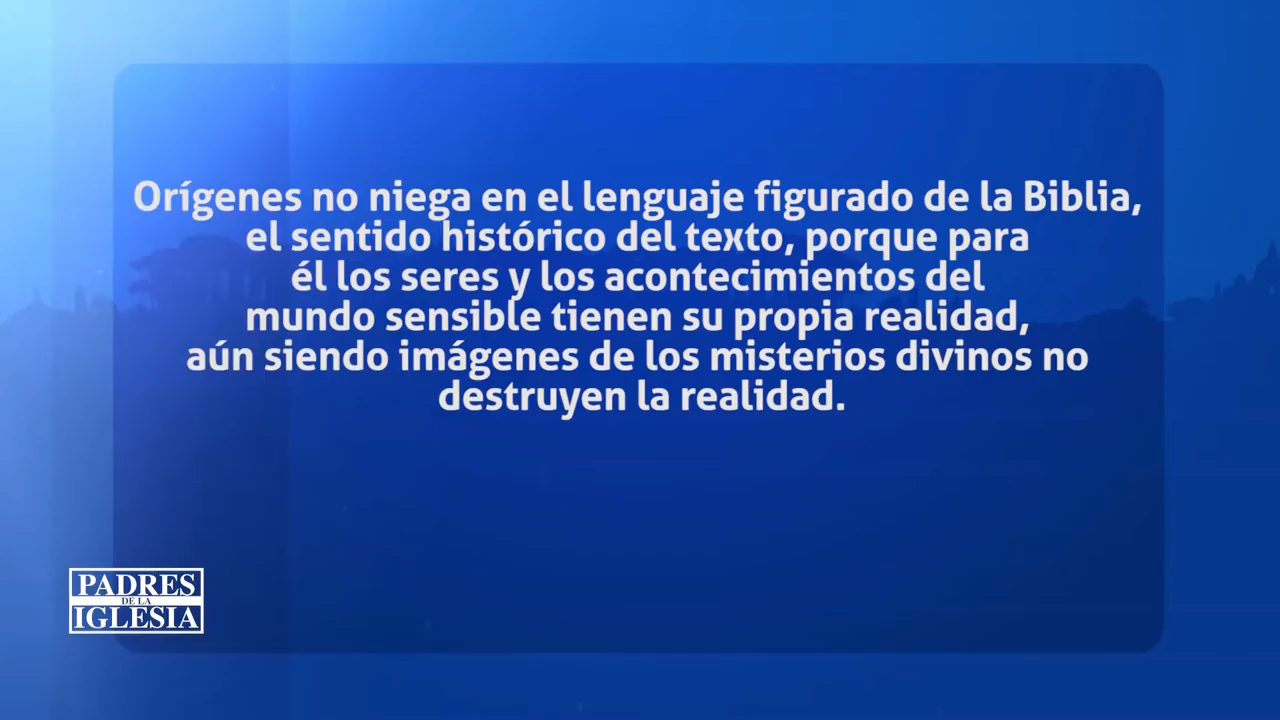 Orígenes no niega en el lenguaje figurado de la Biblia,
el sentido histórico del texto, porque para
él los seres y los acontecimientos del
mundo sensible tienen su propia realidad,
aún siendo imágenes de los misterios divinos no
destruyen la realidad.
PADRES
DE LA
IGLESIA